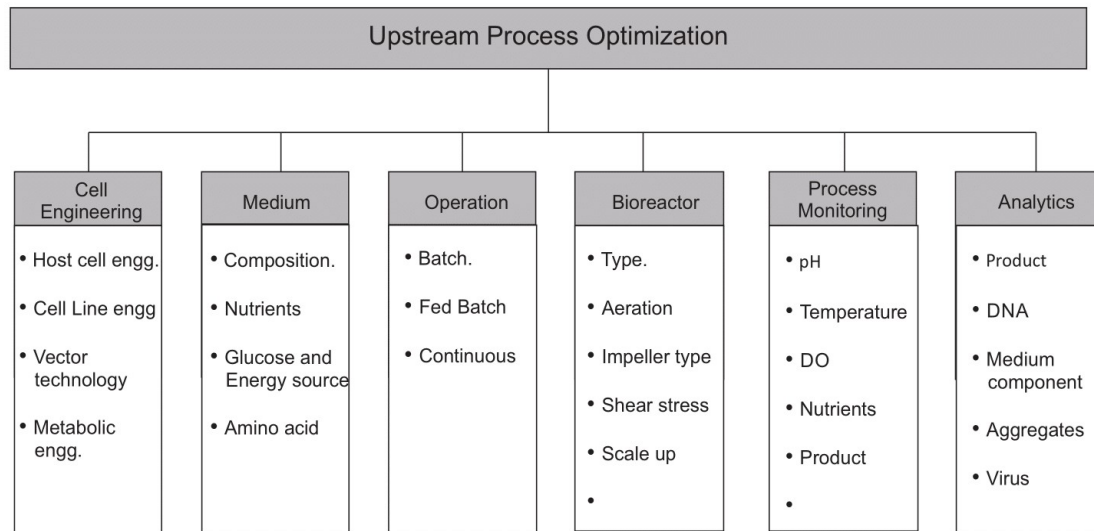 Upstream Process Optimization
Cell
Engineering
• Host cell engg.
• Cell Line engg
• Vector
technology
• Metabolic
engg.
Medium
• Composition.
• Nutrients
• Glucose and
Energy source
• Amino acid
Operation
• Batch.
• Fed Batch
• Continuous
Bioreactor
• Type.
• Aeration
• Impeller type
• Shear stress
• Scale up
•
Process
Monitoring
• pH
• Temperature
• DO
• Nutrients
• Product
•
Analytics
• Product
• DNA
• Medium
component
• Aggregates
• Virus